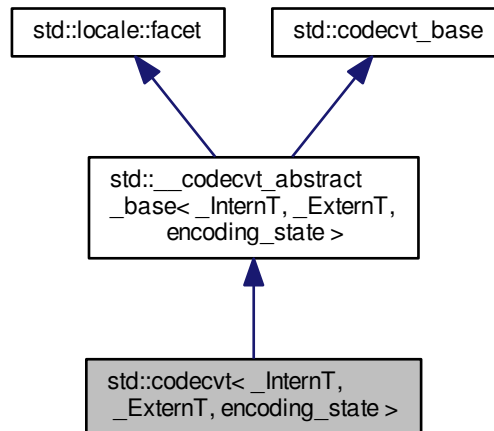 std::locale::facet
std::codecvt_base
std::__codecvt_abstract
_base< _InternT, _ExternT,
encoding_state >
std::codecvt< _InternT,
_ExternT, encoding_state >